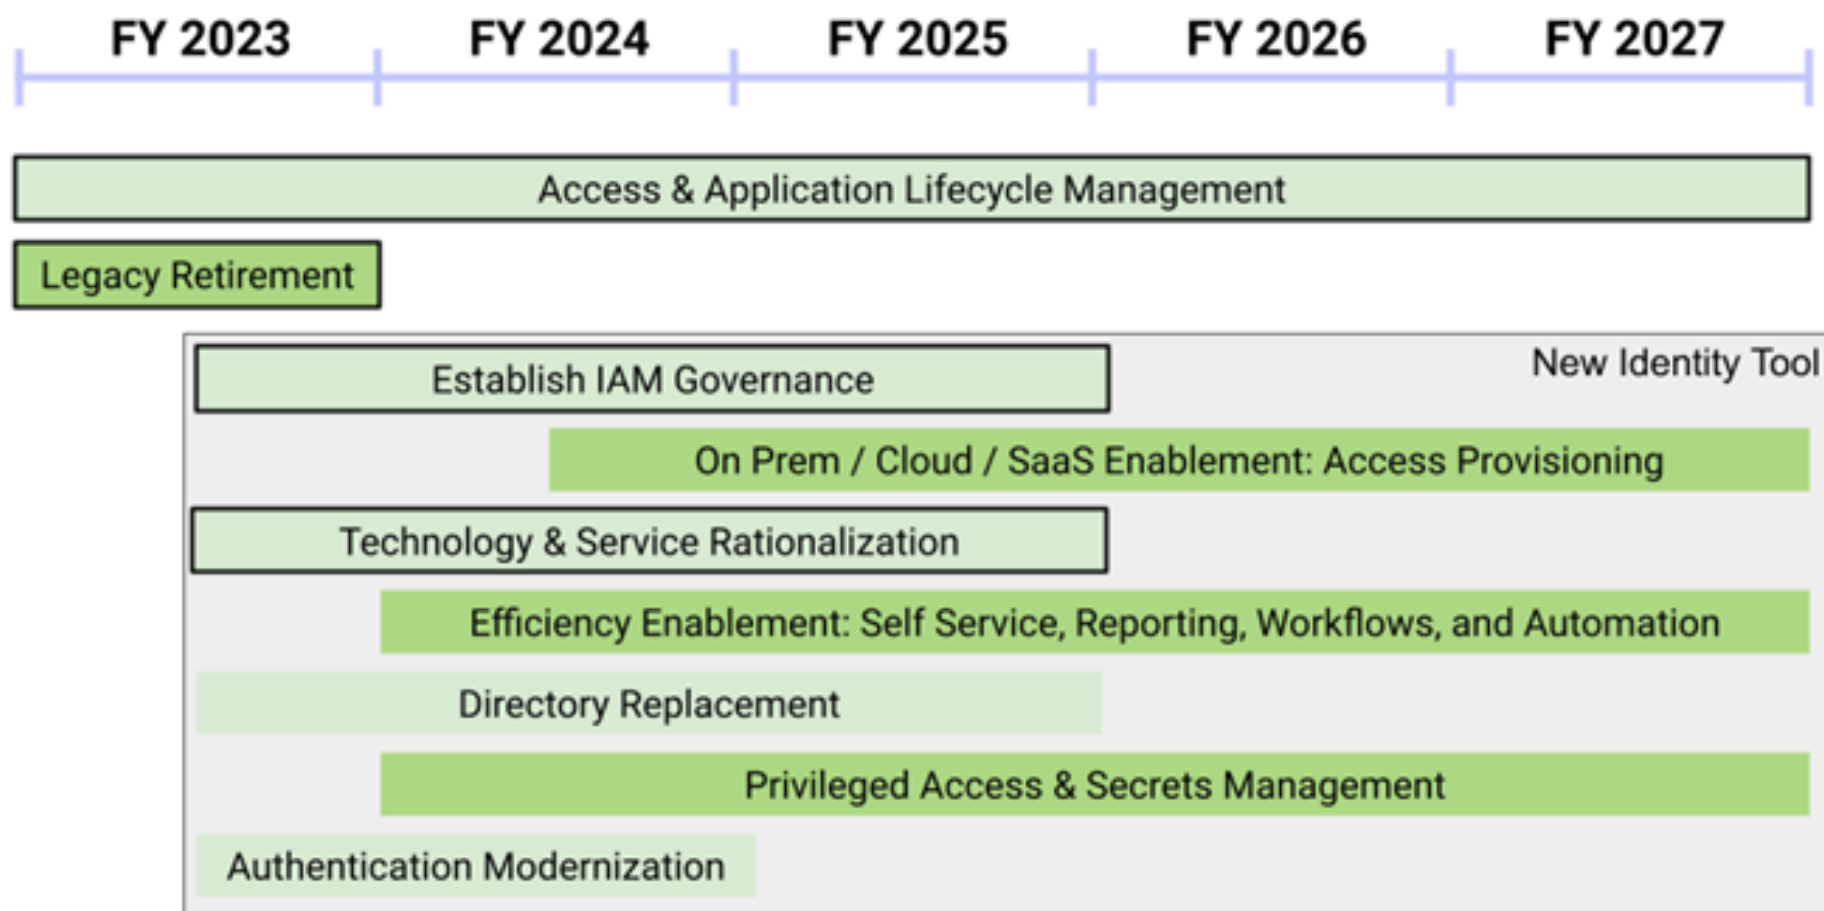 FY 2023 FY 2024 FY 2025 FY 2026 FY 2027
Access & Application Lifecycle Management
Legacy Retirement
New Identity Tool
Establish IAM Governance
On Prem / Cloud / SaaS Enablement: Access Provisioning
Technology & Service Rationalization
Efficiency Enablement: Self Service, Reporting, Workflows, and Automation
Directory Replacement
Privileged Access & Secrets Management
Authentication Modernization